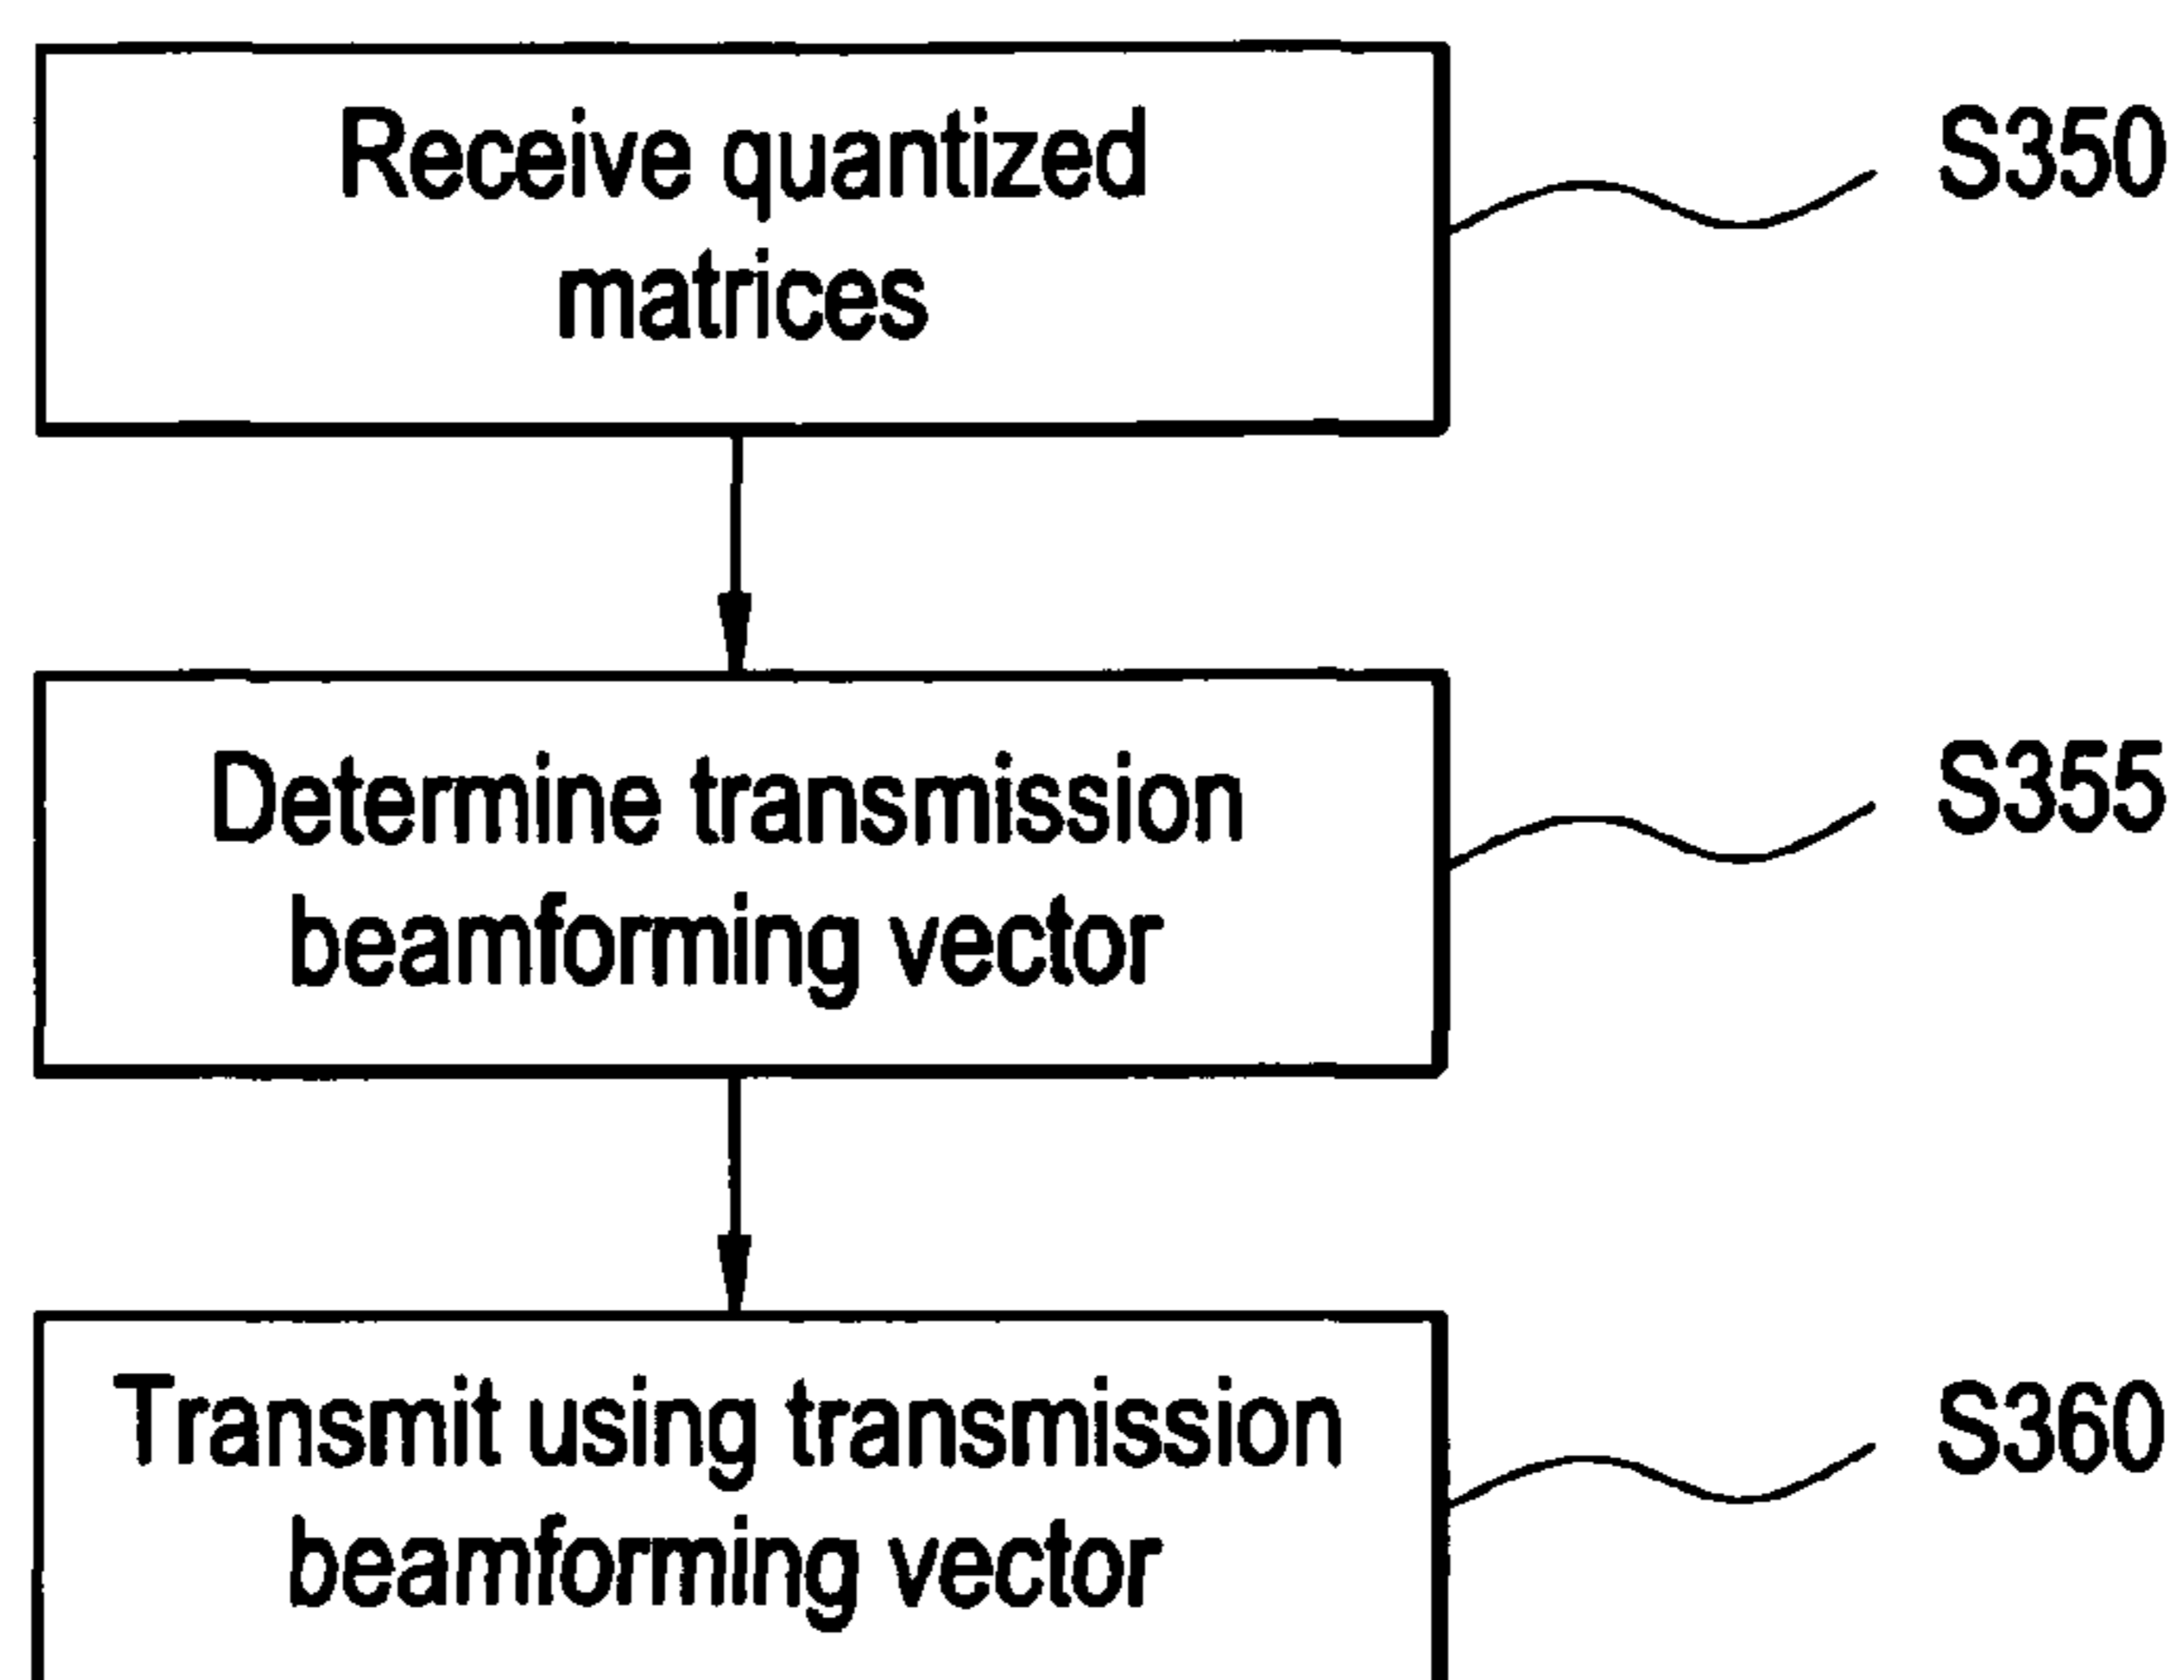 Receive quantized
matrices
S350
Determine transmission
beamforming vector
S355
Transmit using transmission
beamforming vector
S360